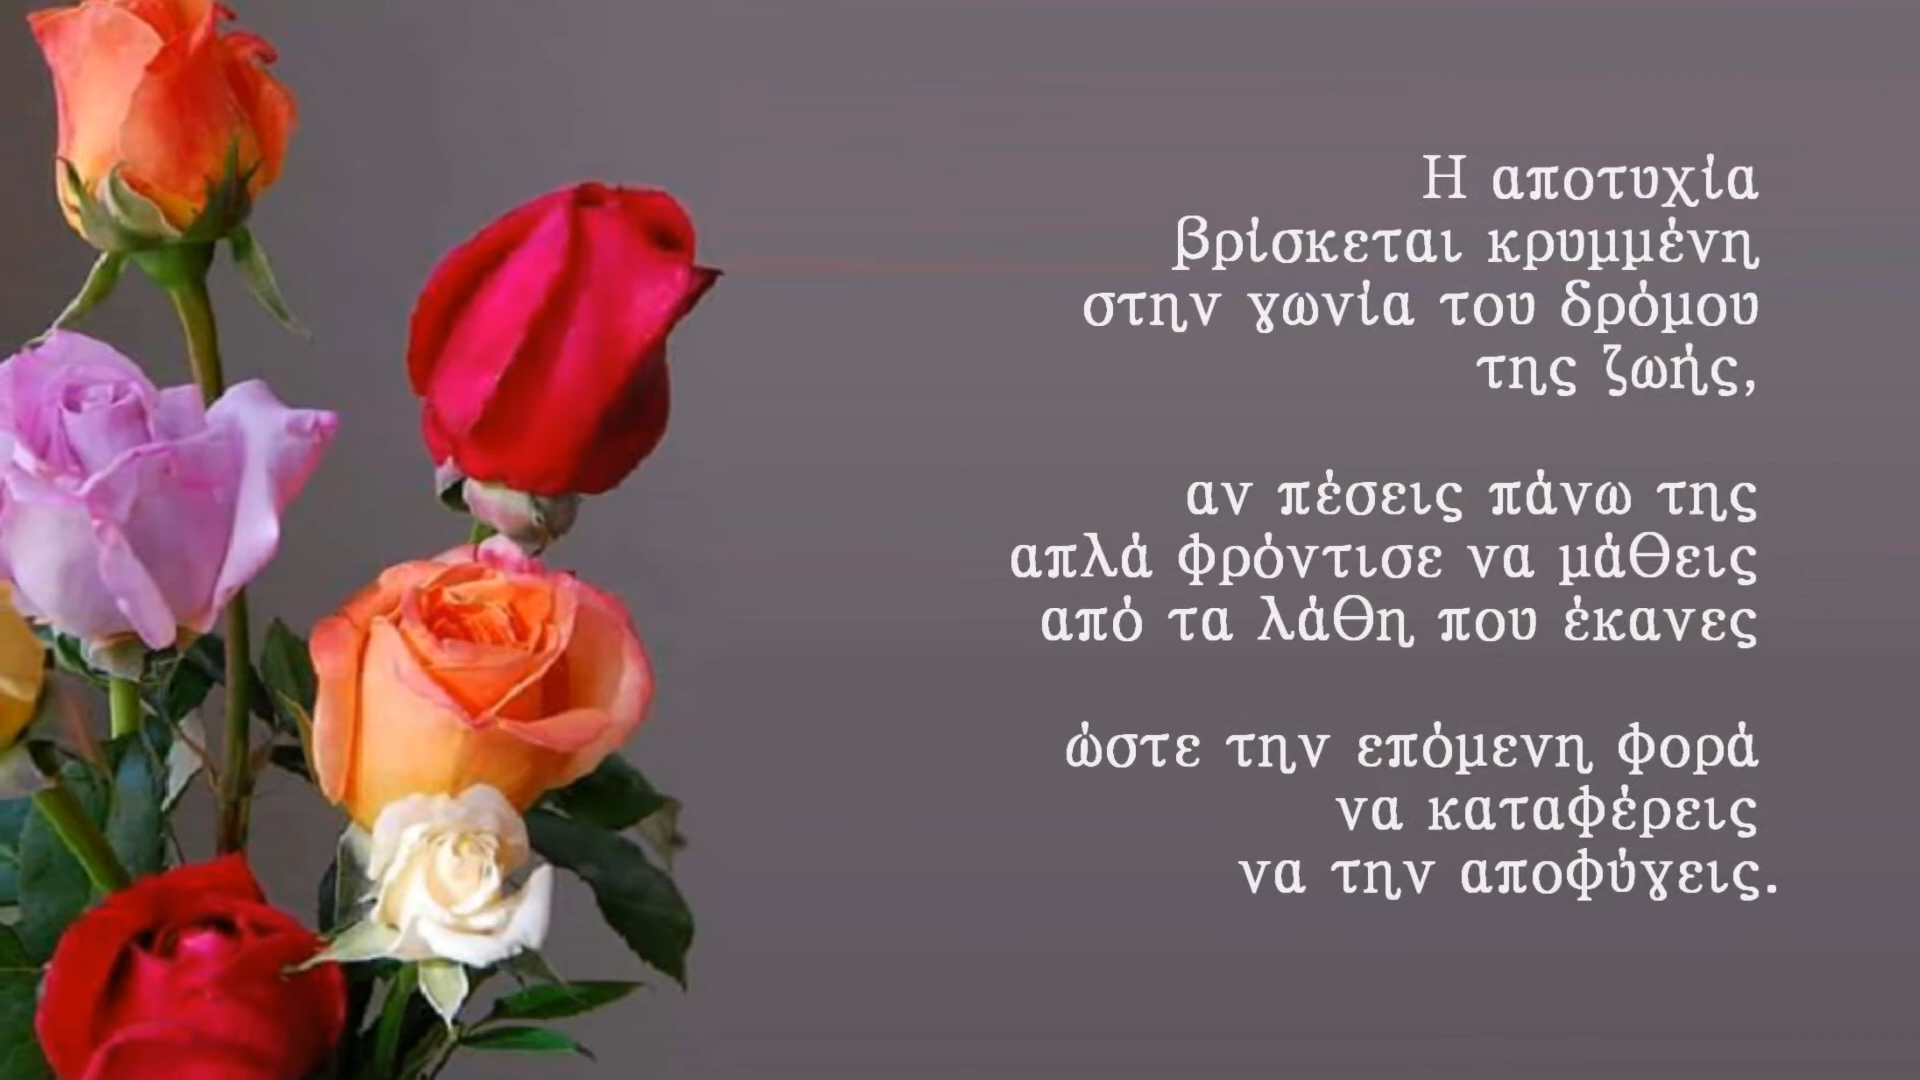 Η αποτυχία
βρίσκεται κρυμμένη
στην γωνία του δρόμου
της ζωής,
αν πέσεις πάνω της
απλά φρόντισε να μάθεις
από τα λάθη που έκανες
ώστε την επόμενη φορά
να καταφέρεις
να την αποφύγεις.